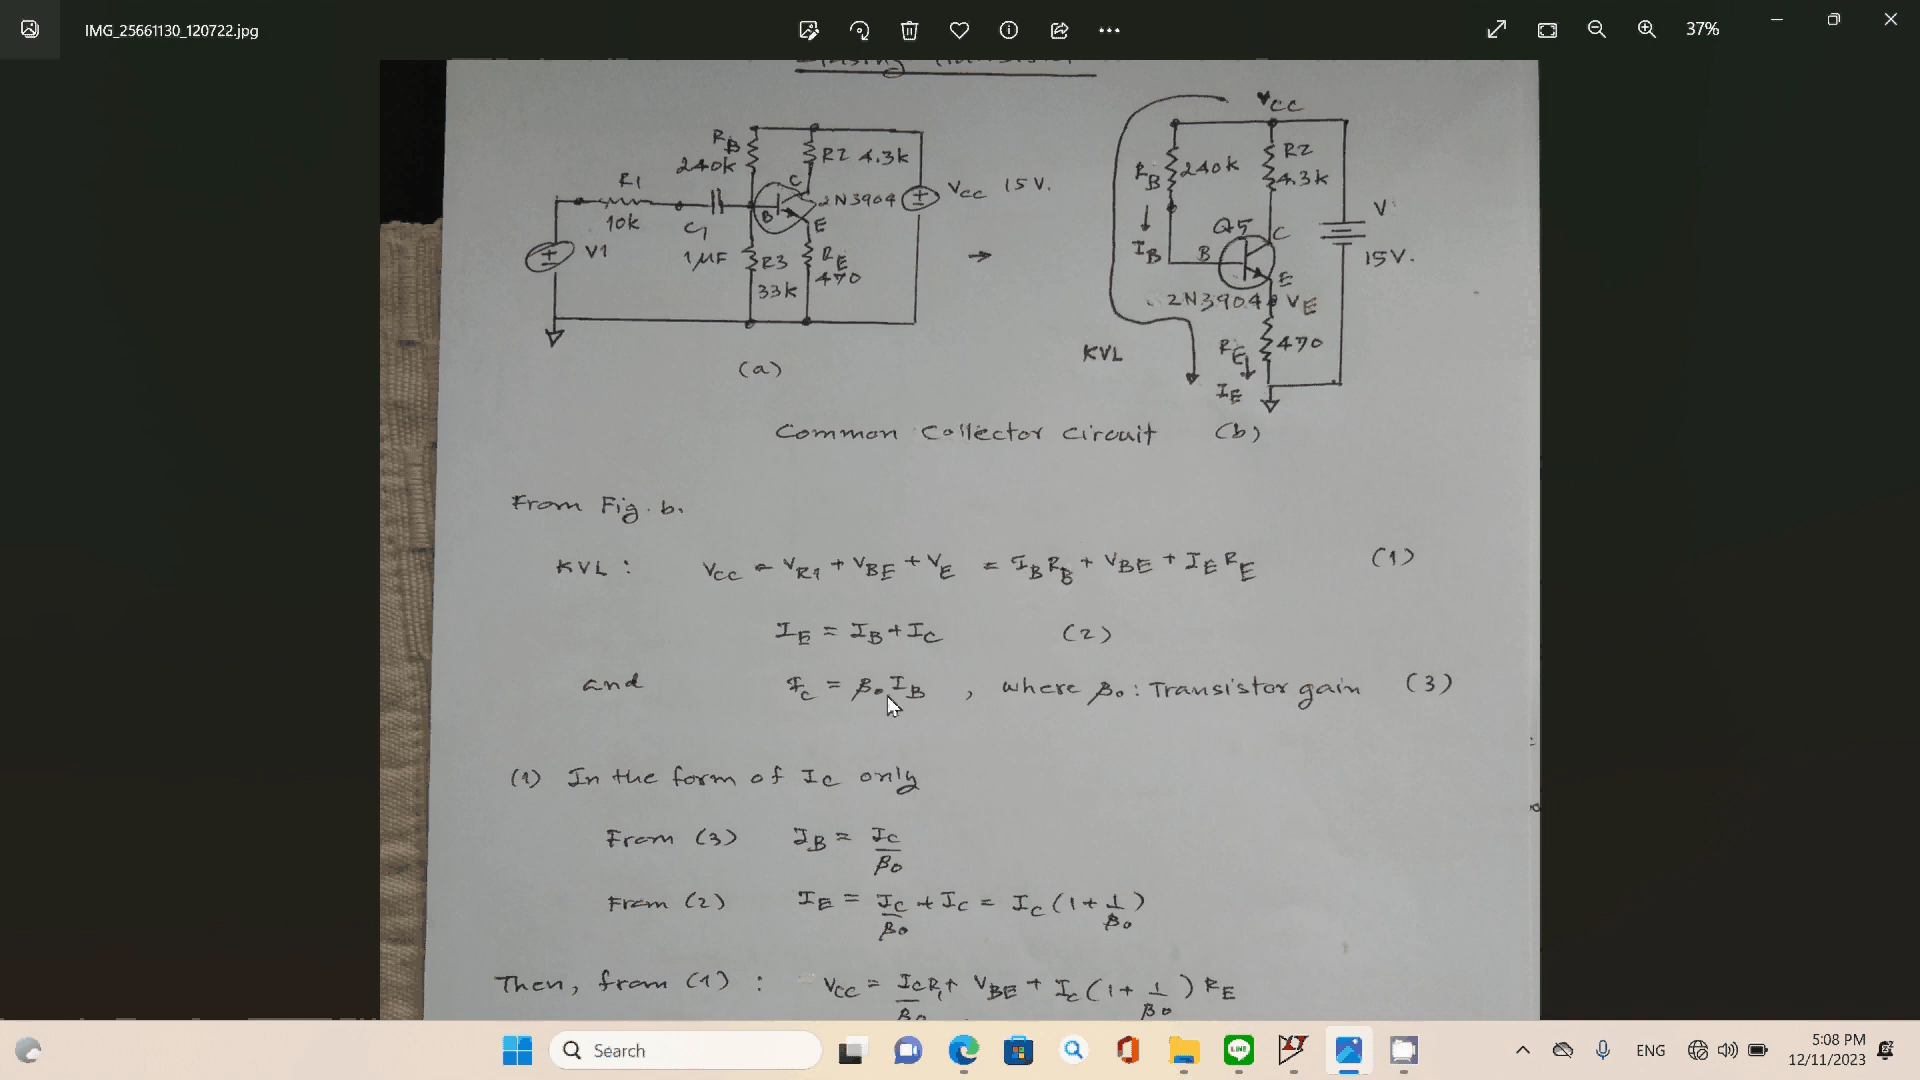 IMG_25661130_120722.jpg
37%
RB
240k
R2 4.3k
R1
10k
C1
1µF
V1
B
C
E
2N3904
VCC 15V.
R3
33k
RE
470
(a)
VCC
RB
240k
R2
4.3k
IB
Q5
B
C
E
2N3904
VE
V
15V.
KVL
RE
470
IE
Common Collector circuit (b)
From Fig. b.
KVL : VCC = VR1 + VBE + VE = IBRB + VBE + IERE (1)
IE = IB + IC (2)
and IC = β0IB , where β0 : Transistor gain (3)
(1) In the form of IC only
From (3) IB = IC/β0
From (2) IE = IC/β0 + IC = IC (1 + 1/β0)
Then, from (1) : VCC = ICR1/β0 + VBE + IC (1 + 1/β0) RE
Search
ENG
5:08 PM
12/11/2023